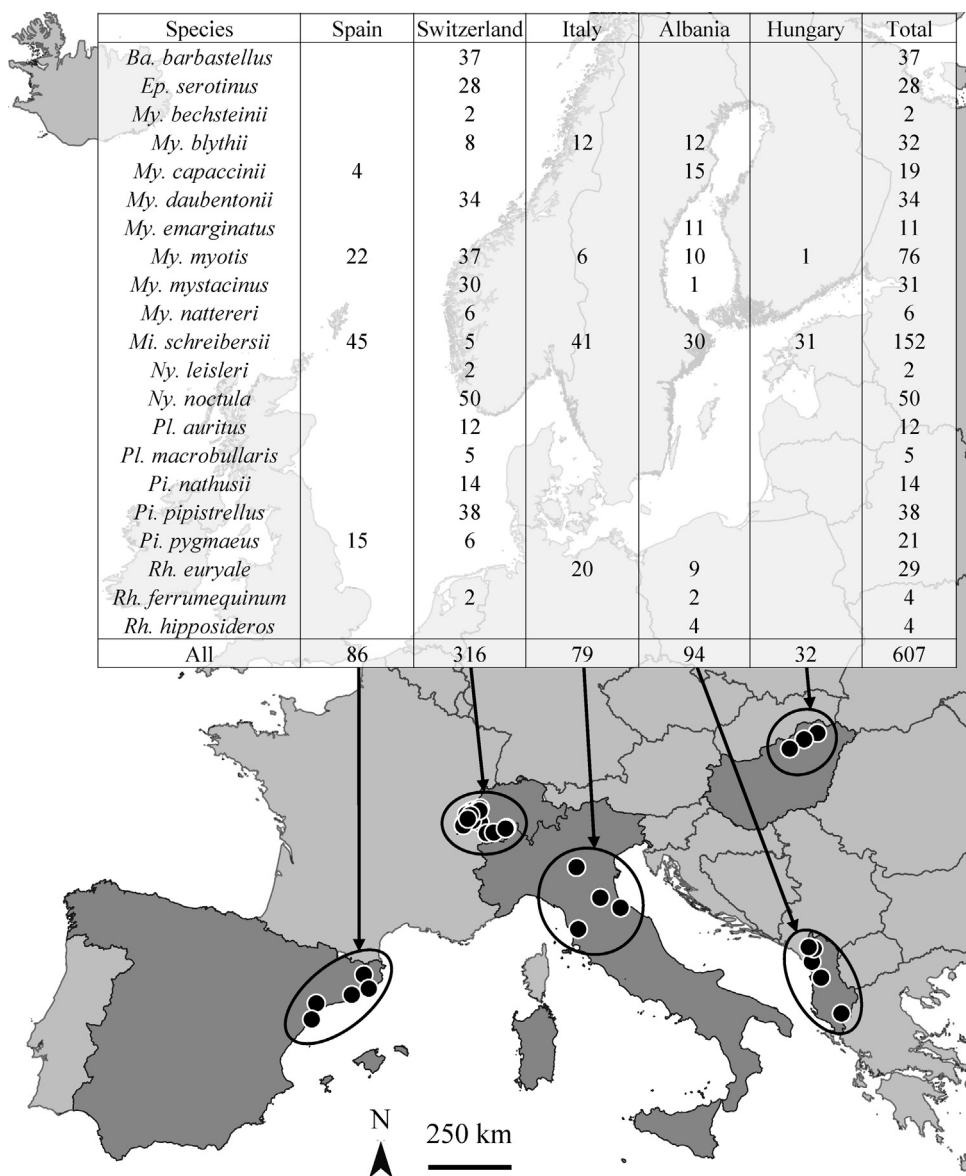 Species Spain Switzerland Italy Albania Hungary Total
Ba. barbastellus 37 37
Ep. serotinus 28 28
My. bechsteinii 2 2
My. blythii 8 12 12 32
My. capaccinii 4 15 19
My. daubentonii 34 34
My. emarginatus 11 11
My. myotis 22 37 6 10 1 76
My. mystacinus 30 1 31
My. nattereri 6 6
Mi. schreibersii 45 5 41 30 31 152
Ny. leisleri 2 2
Ny. noctula 50 50
Pl. auritus 12 12
Pl. macrobullaris 5 5
Pi. nathusii 14 14
Pi. pipistrellus 38 38
Pi. pygmaeus 15 6 21
Rh. euryale 20 9 29
Rh. ferrumequinum 2 2 4
Rh. hipposideros 4 4
All 86 316 79 94 32 607
N 250 km